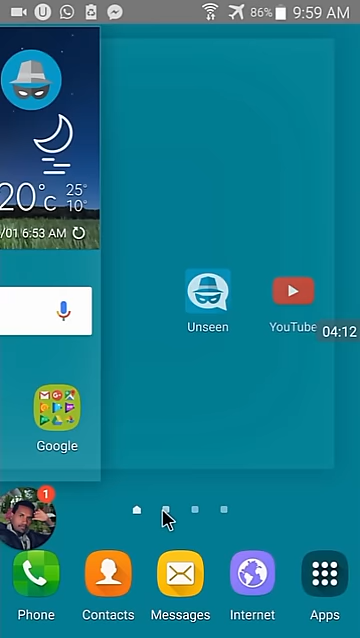 86% 9:59 AM
20°c 25°
10°
/01 6:53 AM
Unseen
YouTube
04:12
Google
1
Phone
Contacts
Messages
Internet
Apps